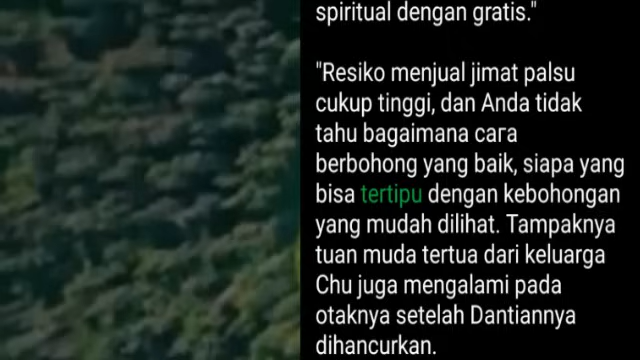 spiritual dengan gratis."
"Resiko menjual jimat palsu
cukup tinggi, dan Anda tidak
tahu bagaimana cara
berbohong yang baik, siapa yang
bisa tertipu dengan kebohongan
yang mudah dilihat. Tampaknya
tuan muda tertua dari keluarga
Chu juga mengalami pada
otaknya setelah Dantiannya
dihancurkan.